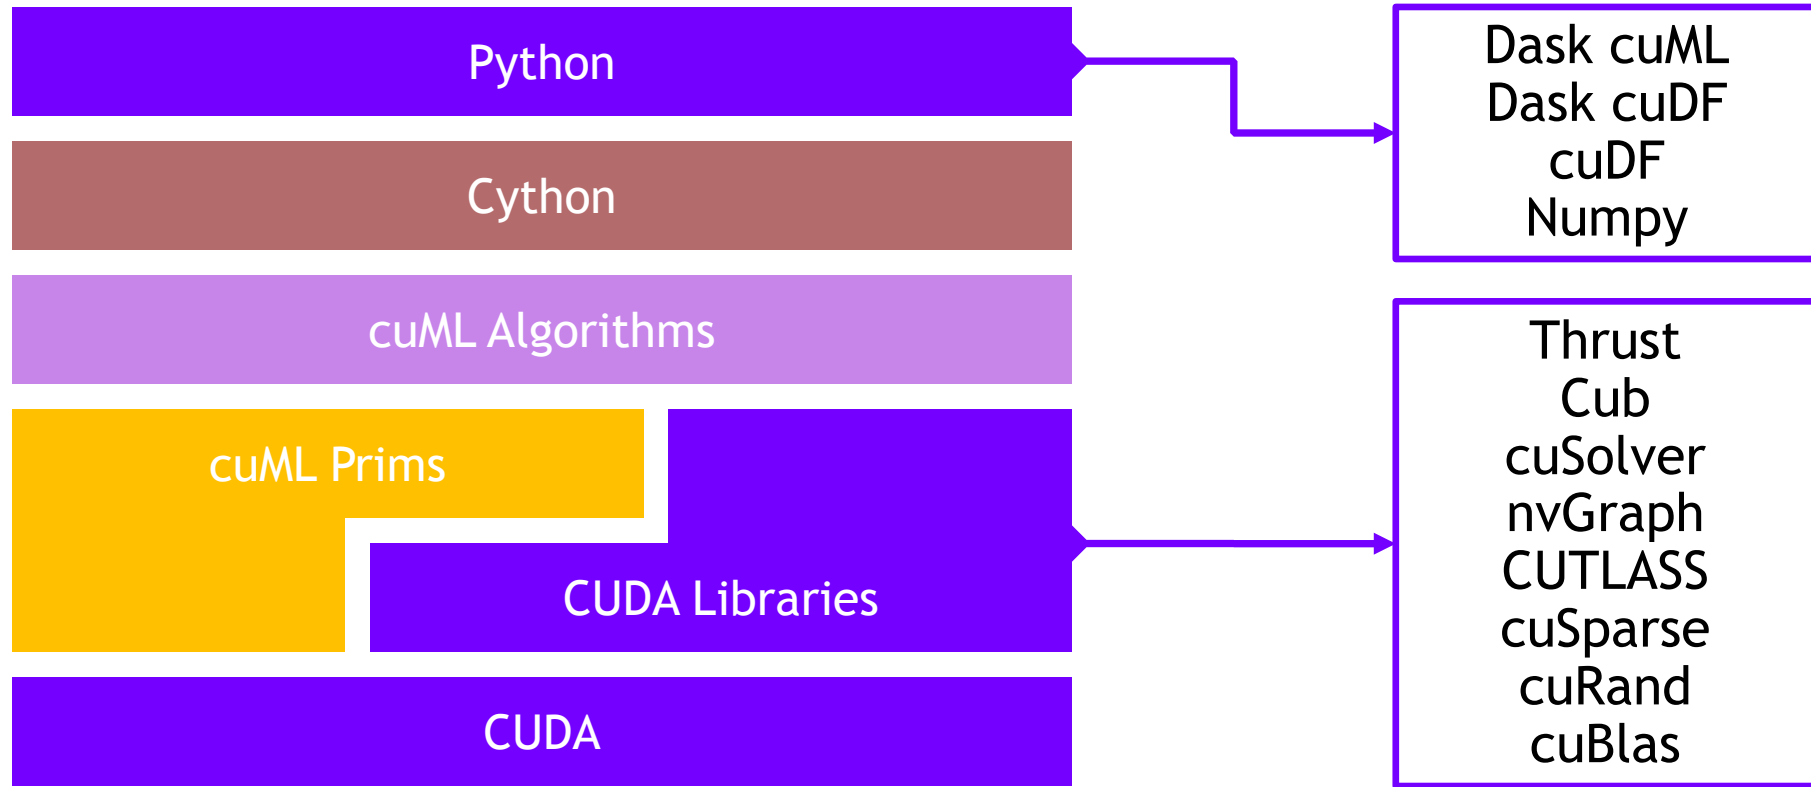 Python
Cython
cuML Algorithms
cuML Prims
CUDA Libraries
CUDA
Dask cuML
Dask cuDF
cuDF
Numpy
Thrust
Cub
cuSolver
nvGraph
CUTLASS
cuSparse
cuRand
cuBlas